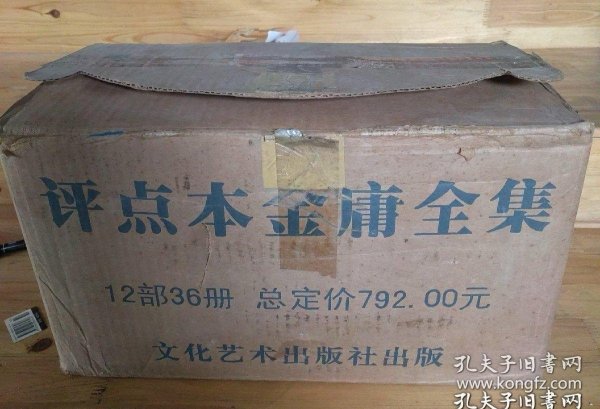 评点本金庸全集
12部36册 总定价792.00元
文化艺术出版社出版
孔夫子旧书网
www.kongfz.com
孔夫子旧书网